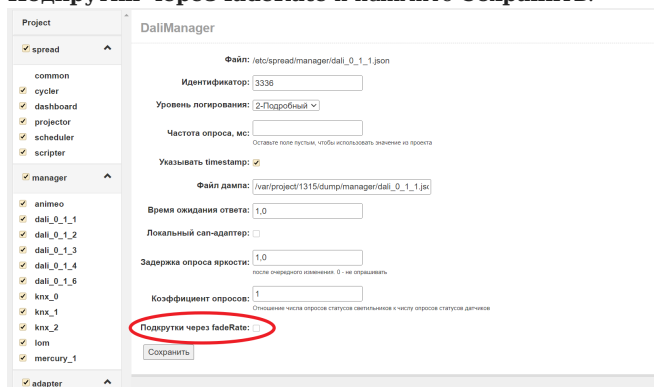 Подкрутки через fadeRate и нажмите Сохранить.
Project
spread
common
cycler
dashboard
projector
scheduler
scripter
manager
animeo
dali_0_1_1
dali_0_1_2
dali_0_1_3
dali_0_1_4
dali_0_1_6
knx_0
knx_1
knx_2
lom
mercury_1
adapter
DaliManager
Файл: /etc/spread/manager/dali_0_1_1.json
Идентификатор: 3336
Уровень логирования: 2-Подробный
Частота опроса, мс:
Оставьте поле пустым, чтобы использовать значение из проекта
Указывать timestamp:
Файл дампа: /var/project/1315/dump/manager/dali_0_1_1.jsc
Время ожидания ответа: 1,0
Локальный can-адаптер:
Задержка опроса яркости: 1,0
после очередного изменения. 0 - не опрашивать
Коэффициент опросов: 1
Отношение числа опросов статусов светильников к числу опросов статусов датчиков
Подкрутки через fadeRate:
Сохранить